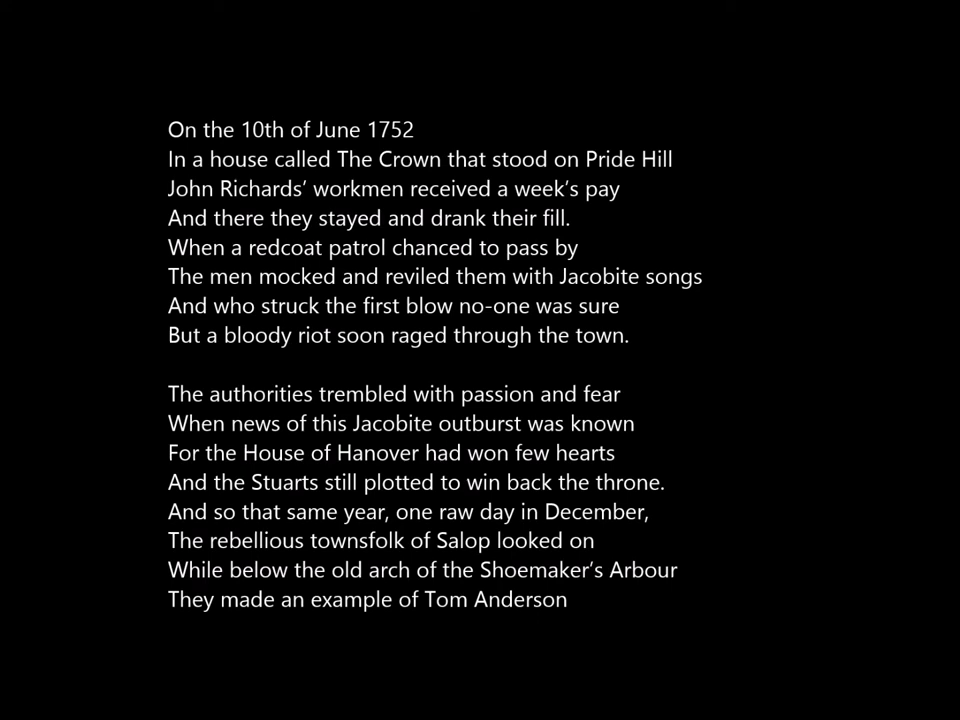 On the 10th of June 1752
In a house called The Crown that stood on Pride Hill
John Richards’ workmen received a week’s pay
And there they stayed and drank their fill.
When a redcoat patrol chanced to pass by
The men mocked and reviled them with Jacobite songs
And who struck the first blow no-one was sure
But a bloody riot soon raged through the town.
The authorities trembled with passion and fear
When news of this Jacobite outburst was known
For the House of Hanover had won few hearts
And the Stuarts still plotted to win back the throne.
And so that same year, one raw day in December,
The rebellious townsfolk of Salop looked on
While below the old arch of the Shoemaker’s Arbour
They made an example of Tom Anderson